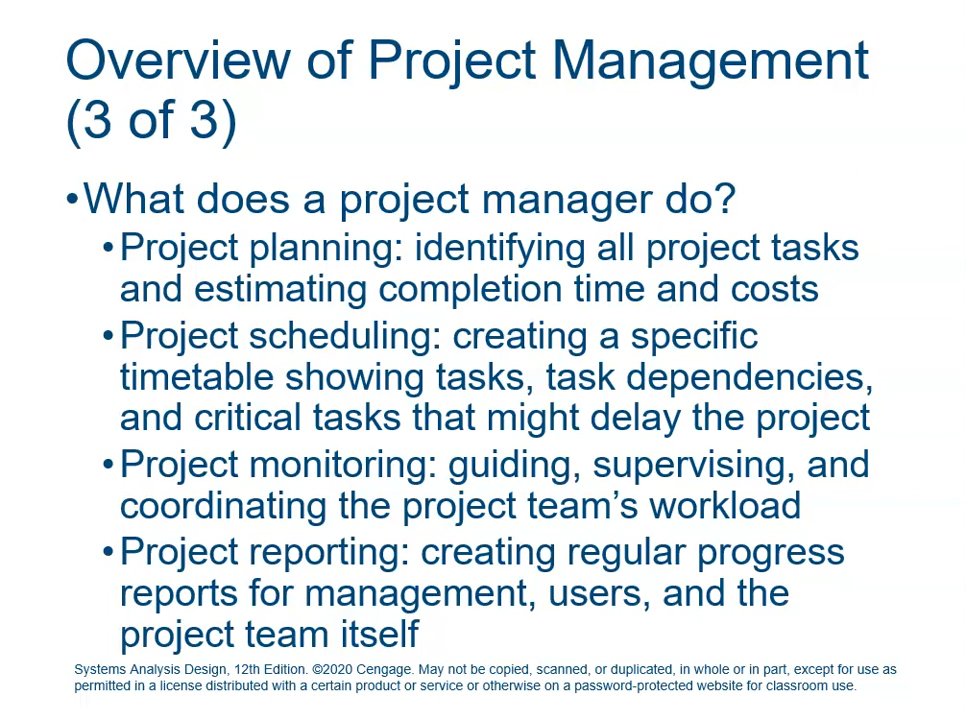 Overview of Project Management
(3 of 3)
•What does a project manager do?
•Project planning: identifying all project tasks
and estimating completion time and costs
•Project scheduling: creating a specific
timetable showing tasks, task dependencies,
and critical tasks that might delay the project
•Project monitoring: guiding, supervising, and
coordinating the project team’s workload
•Project reporting: creating regular progress
reports for management, users, and the
project team itself
Systems Analysis Design, 12th Edition. ©2020 Cengage. May not be copied, scanned, or duplicated, in whole or in part, except for use as
permitted in a license distributed with a certain product or service or otherwise on a password-protected website for classroom use.